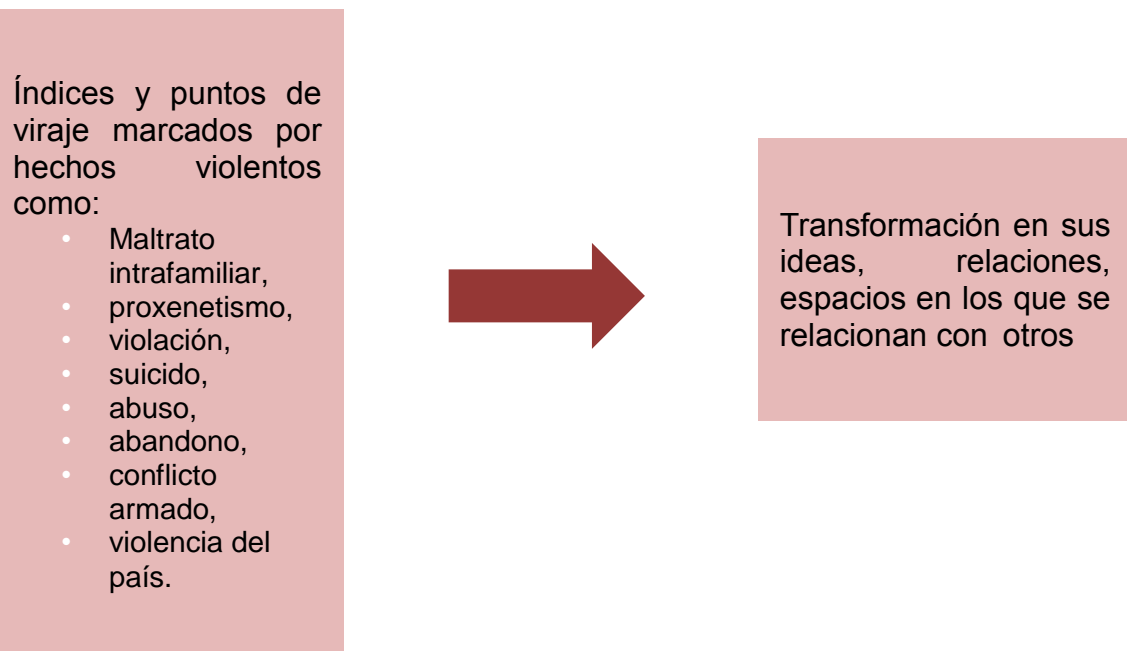 Índices y puntos de
viraje marcados por
hechos violentos
como:
• Maltrato
intrafamiliar,
• proxenetismo,
• violación,
• suicido,
• abuso,
• abandono,
• conflicto
armado,
• violencia del
país.
Transformación en sus
ideas, relaciones,
espacios en los que se
relacionan con otros